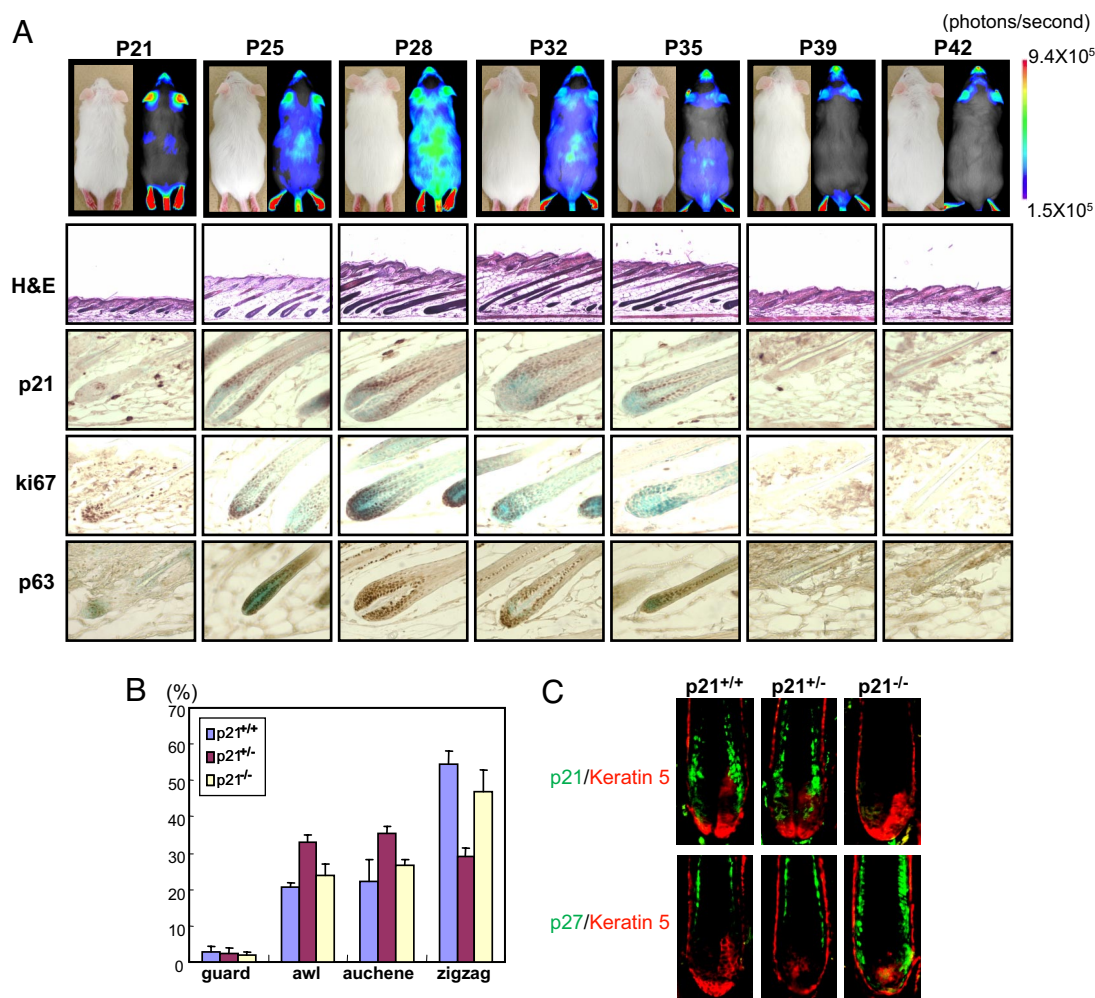 A
(photons/second)
P21 P25 P28 P32 P35 P39 P42
9.4X10⁵
1.5X10⁵
H&E
p21
ki67
p63
B
(%)
70
60
50
40
30
20
10
0
p21+/+
p21+/-
p21-/-
guard awl auchene zigzag
C
p21+/+ p21+/- p21-/-
p21/Keratin 5
p27/Keratin 5